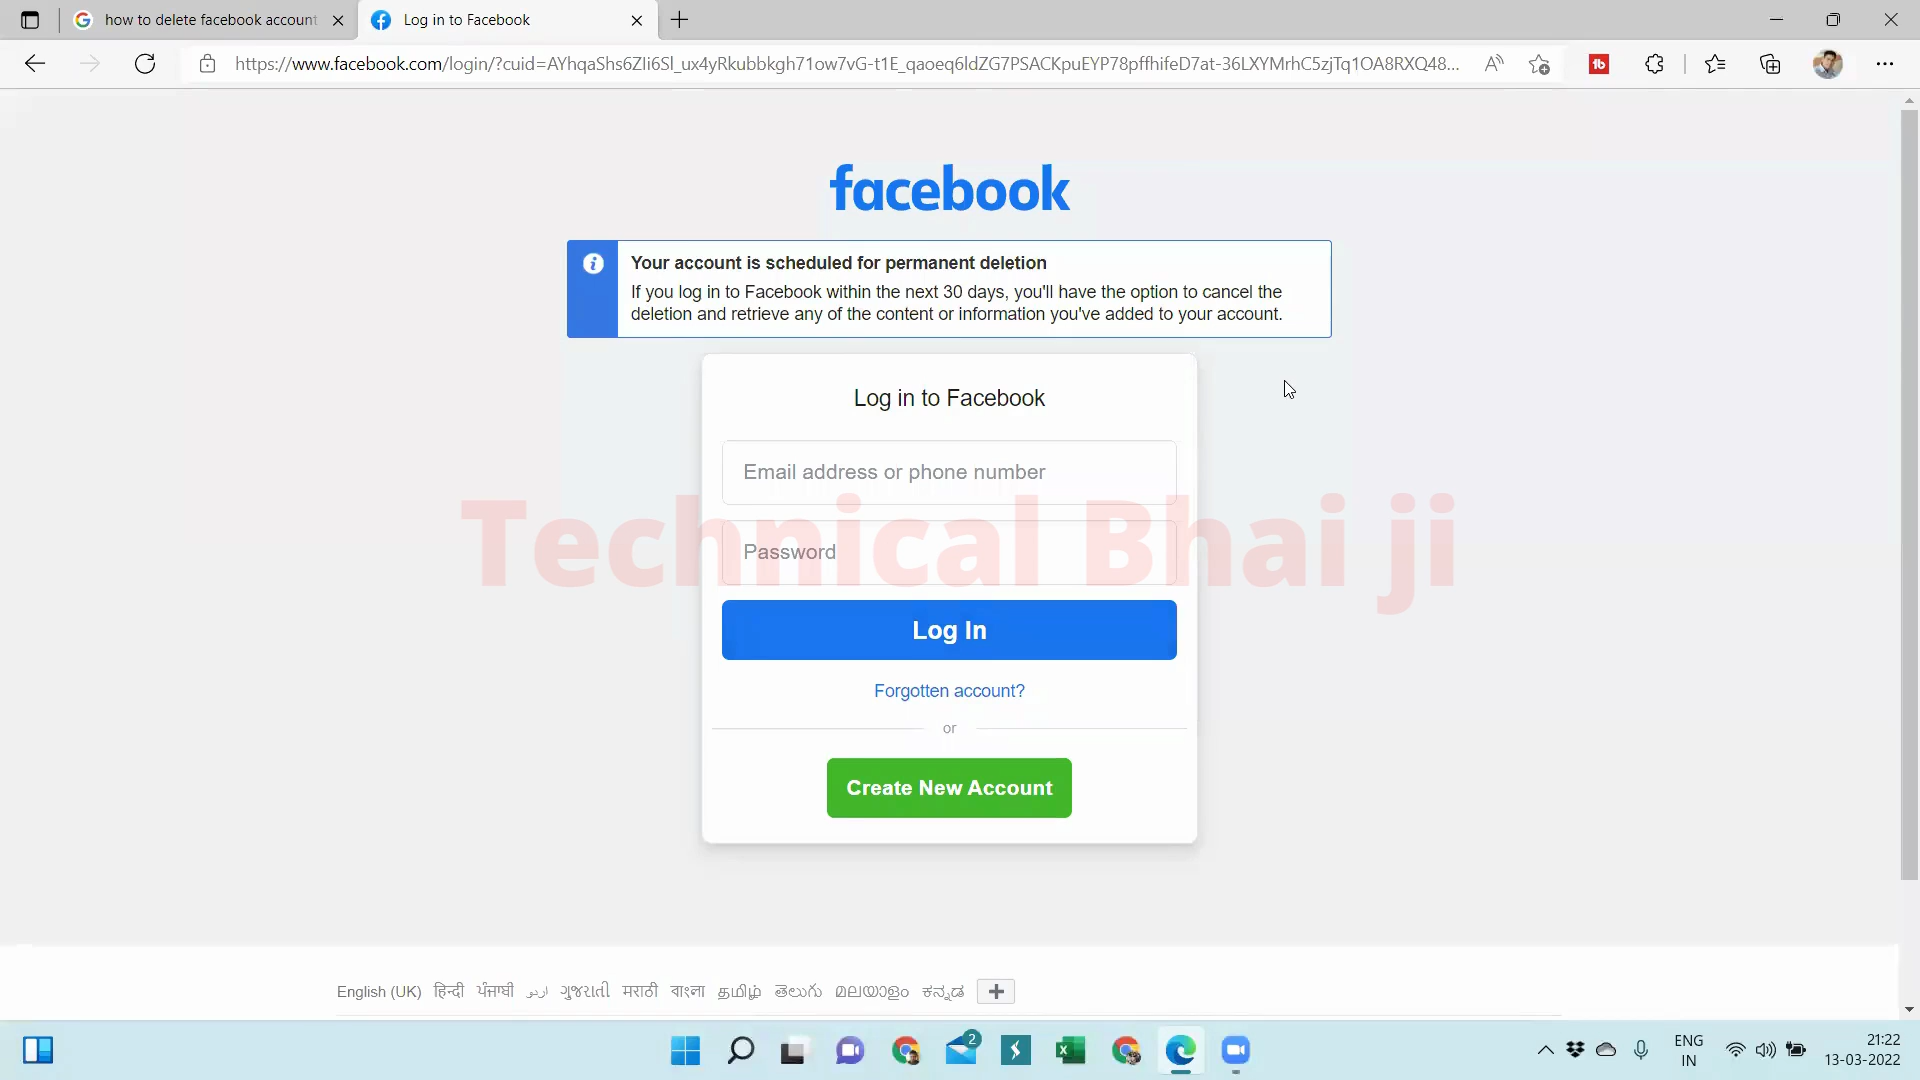 how to delete facebook account
Log in to Facebook
https://www.facebook.com/login/?cuid=AYhqaShs6ZIi6Sl_ux4yRkubbkgh71ow7vG-t1E_qaoeq6ldZG7PSACKpuEYP78pffhifeD7at-36LXYMrhC5zjTq1OA8RXQ48...
facebook
Your account is scheduled for permanent deletion
If you log in to Facebook within the next 30 days, you'll have the option to cancel the
deletion and retrieve any of the content or information you've added to your account.
Log in to Facebook
Email address or phone number
Technical Bhai ji
Password
Log In
Forgotten account?
or
Create New Account
English (UK) हिन्दी ਪੰਜਾਬੀ اردو ગુજરાતી मराठी বাংলা தமிழ் తెలుగు മലയാളം ಕನ್ನಡ
2
ENG
IN
21:22
13-03-2022